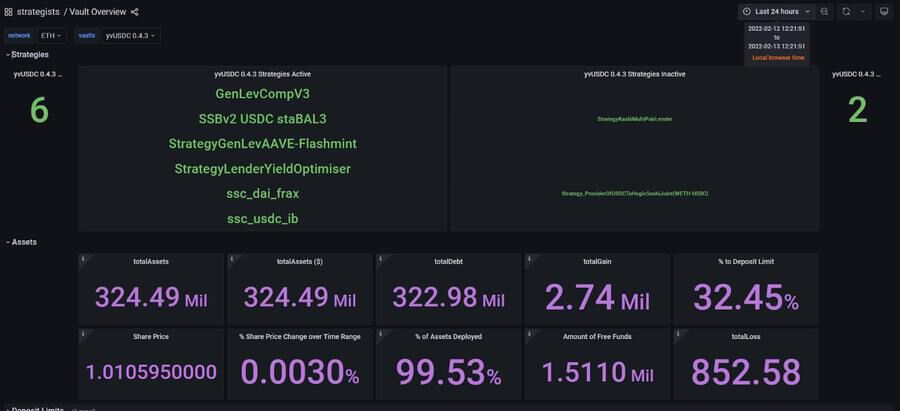 strategists / Vault Overview
Last 24 hours
2022-02-12 12:21:51
to
2022-02-13 12:21:51
Local browser time
network ETH vaults yvUSDC 0.4.3
Strategies
yvUSDC 0.4.3 ...
6
yvUSDC 0.4.3 Strategies Active
GenLevCompV3
SSBv2 USDC staBAL3
StrategyGenLevAAVE-Flashmint
StrategyLenderYieldOptimiser
ssc_dai_frax
ssc_usdc_ib
yvUSDC 0.4.3 Strategies Inactive
StrategyKashiMultiPairLender
Strategy_ProviderOfUSDCToHegicSushiJoint(WETH-USDC)
yvUSDC 0.4.3 ...
2
Assets
totalAssets
324.49 Mil
totalAssets ($)
324.49 Mil
totalDebt
322.98 Mil
totalGain
2.74 Mil
% to Deposit Limit
32.45%
Share Price
1.0105950000
% Share Price Change over Time Range
0.0030%
% of Assets Deployed
99.53%
Amount of Free Funds
1.5110 Mil
totalLoss
852.58
Deposit Limits